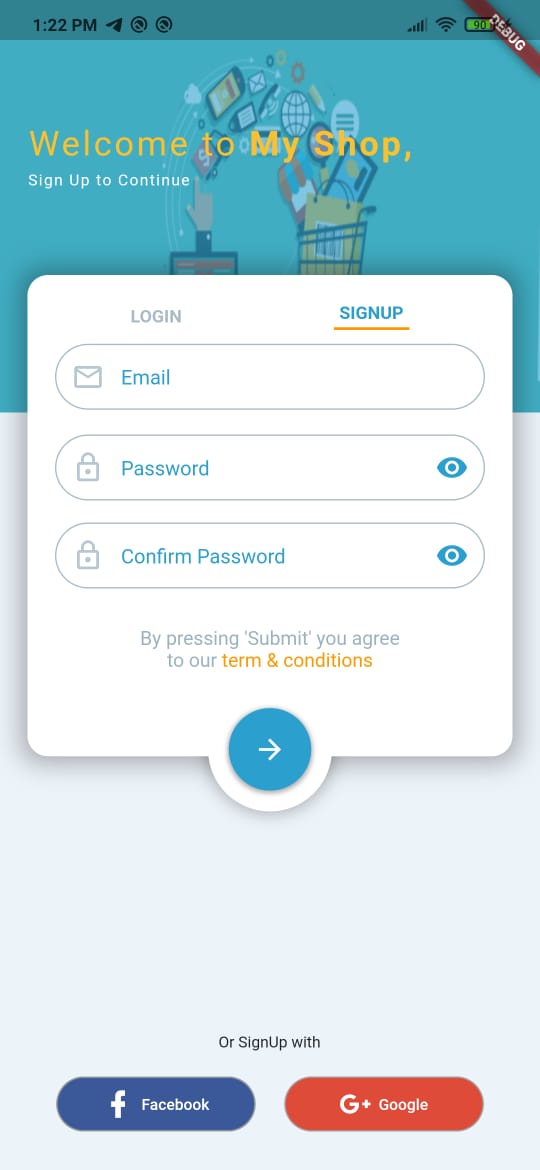 1:22 PM
90
DEBUG
Welcome to My Shop,
Sign Up to Continue
LOGIN
SIGNUP
Email
Password
Confirm Password
By pressing 'Submit' you agree
to our term & conditions
Or SignUp with
Facebook
G+ Google